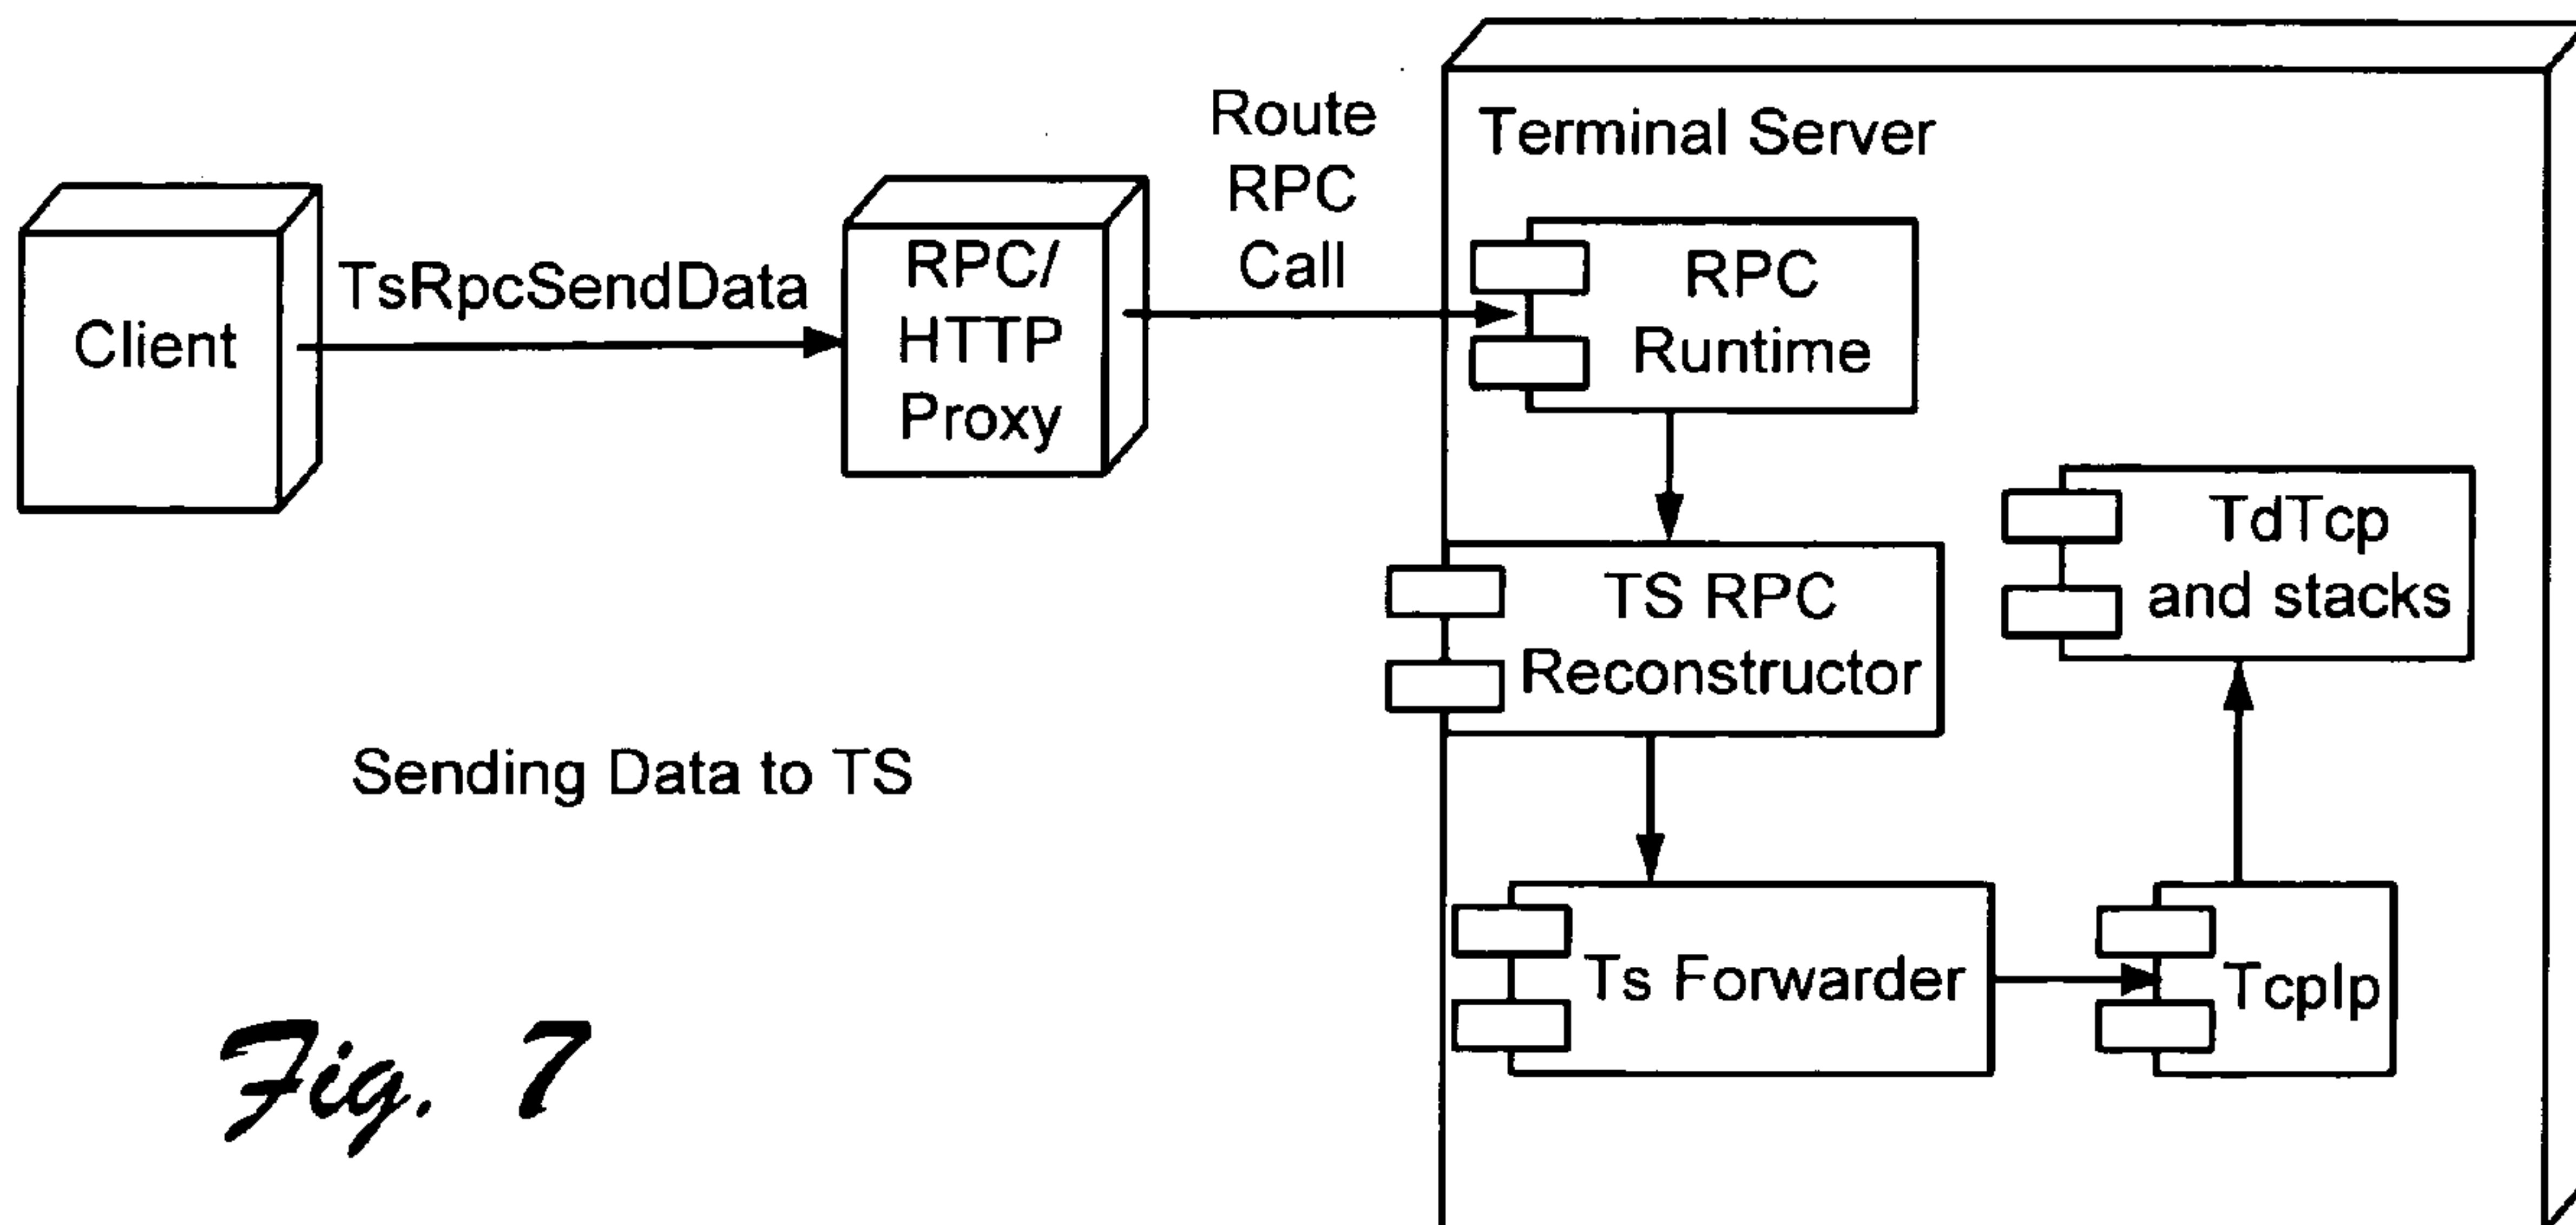 Client
TsRpcSendData
RPC/
HTTP
Proxy
Route
RPC
Call
Terminal Server
RPC
Runtime
TS RPC
Reconstructor
TdTcp
and stacks
Ts Forwarder
TcpIp
Sending Data to TS
Fig. 7